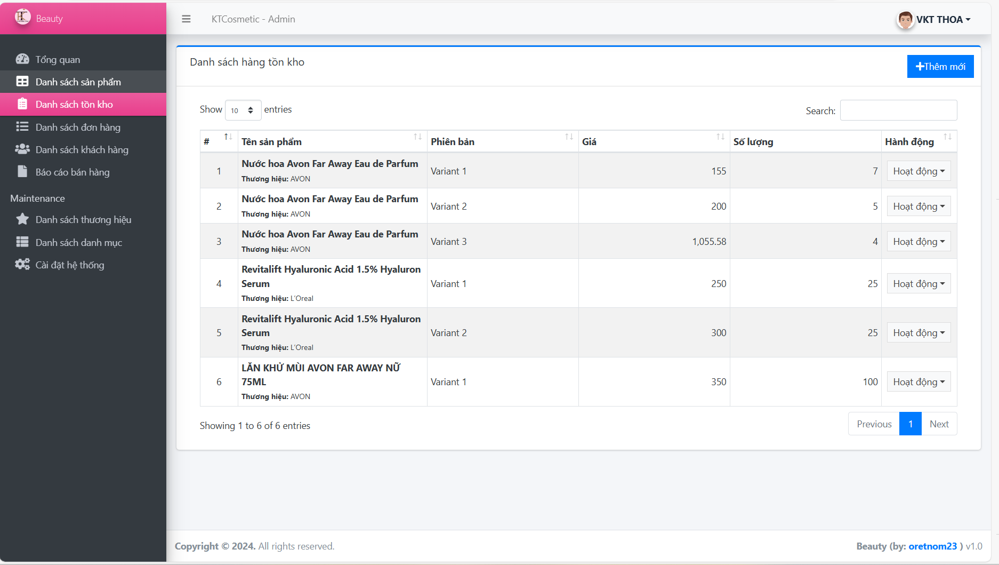 Beauty
KTCosmetic - Admin
VKT THOA
Tổng quan
Danh sách sản phẩm
Danh sách tồn kho
Danh sách đơn hàng
Danh sách khách hàng
Báo cáo bán hàng
Maintenance
Danh sách thương hiệu
Danh sách danh mục
Cài đặt hệ thống
Danh sách hàng tồn kho
Thêm mới
Show 10 entries
Search:
# Tên sản phẩm Phiên bản Giá Số lượng Hành động
1 Nước hoa Avon Far Away Eau de Parfum Variant 1 155 7 Hoạt động
Thương hiệu: AVON
2 Nước hoa Avon Far Away Eau de Parfum Variant 2 200 5 Hoạt động
Thương hiệu: AVON
3 Nước hoa Avon Far Away Eau de Parfum Variant 3 1,055.58 4 Hoạt động
Thương hiệu: AVON
4 Revitalift Hyaluronic Acid 1.5% Hyaluron Variant 1 250 25 Hoạt động
Serum
Thương hiệu: L'Oreal
5 Revitalift Hyaluronic Acid 1.5% Hyaluron Variant 2 300 25 Hoạt động
Serum
Thương hiệu: L'Oreal
6 LĂN KHỬ MÙI AVON FAR AWAY NỮ Variant 1 350 100 Hoạt động
75ML
Thương hiệu: AVON
Showing 1 to 6 of 6 entries
Previous 1 Next
Copyright © 2024. All rights reserved.
Beauty (by: oretnom23 ) v1.0